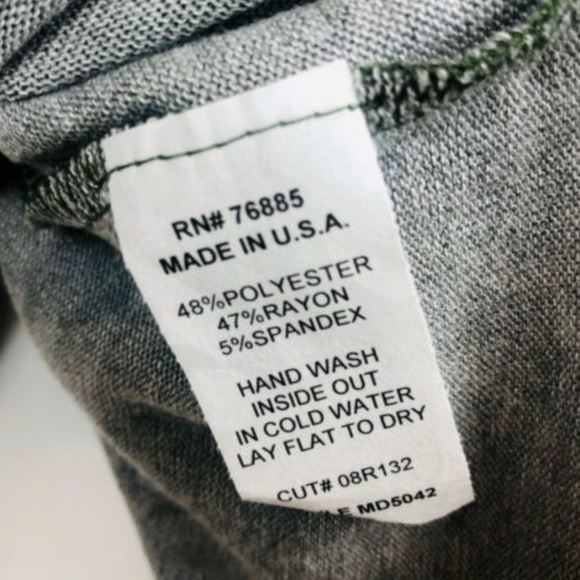 RN# 76885
MADE IN U.S.A.
48%POLYESTER
47%RAYON
5%SPANDEX
HAND WASH
INSIDE OUT
IN COLD WATER
LAY FLAT TO DRY
CUT# 08R132
MD5042